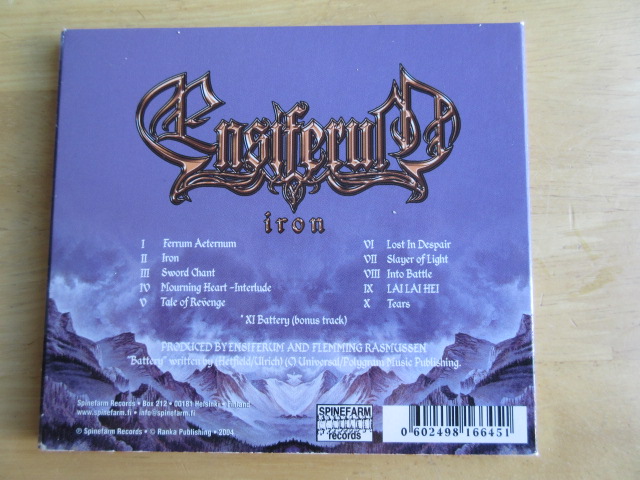 Ensiferum
iron
I Ferrum Aeternum
II Iron
III Sword Chant
IV Mourning Heart -Interlude
V Tale of Revenge
VI Lost In Despair
VII Slayer of Light
VIII Into Battle
IX LAI LAI HEI
X Tears
*XI Battery (bonus track)
PRODUCED BY ENSIFERUM AND FLEMMING RASMUSSEN
"Battery" written by (Hetfield/Ulrich) (C) Universal/Polygram Music Publishing.
Spinefarm Records • Box 212 • 00181 Helsinki • Finland
www.spinefarm.fi • info@spinefarm.fi
℗ Spinefarm Records • © Ranka Publishing • 2004
SPINEFARM
records
0 602498 166451